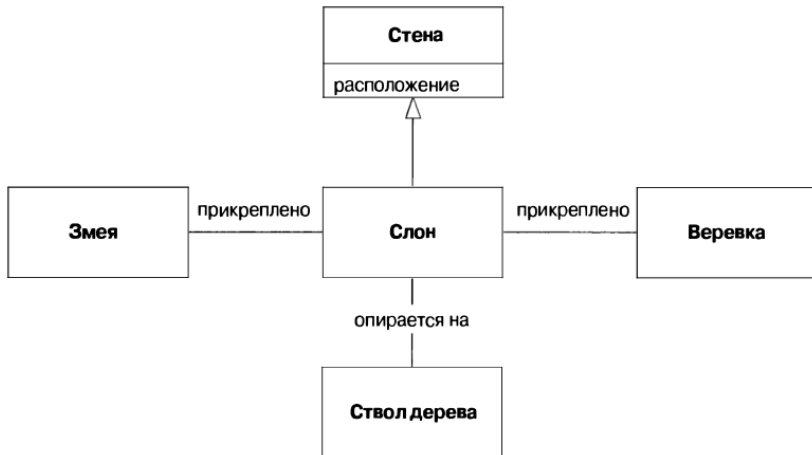 Стена
расположение
Змея
прикреплено
Слон
прикреплено
Веревка
опирается на
Ствол дерева